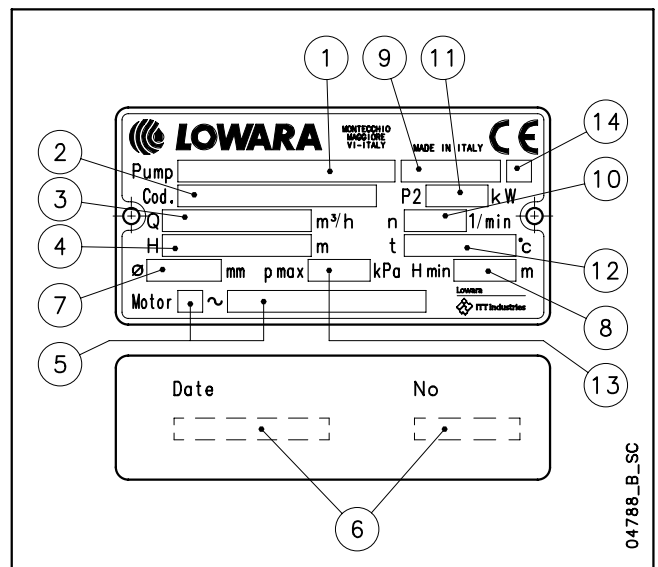 1 9 11
LOWARA MONTECCHIO MAGGIORE VI-ITALY MADE IN ITALY CE
14
2 Pump
Cod. P2 kW
3 Q m³/h n 1/min 10
4 H m t °c
12
ø mm p max kPa H min m
7 8
Motor ~ Lowara ITT Industries
5 13
Date No
6
04788_B_SC